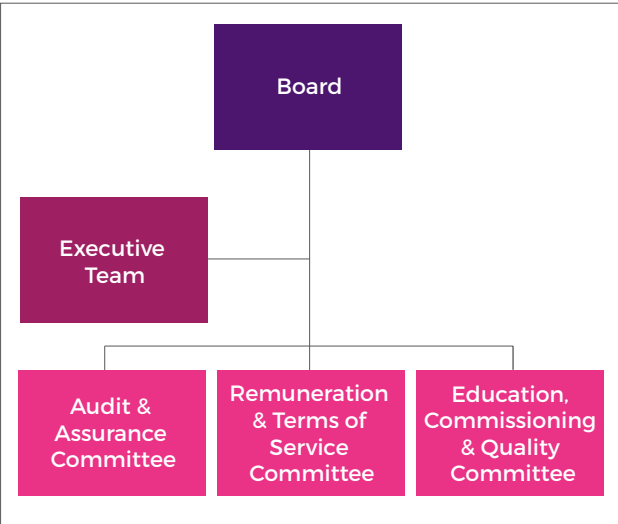 Board
Executive
Team
Audit &
Assurance
Committee
Remuneration
& Terms of
Service
Committee
Education,
Commissioning
& Quality
Committee